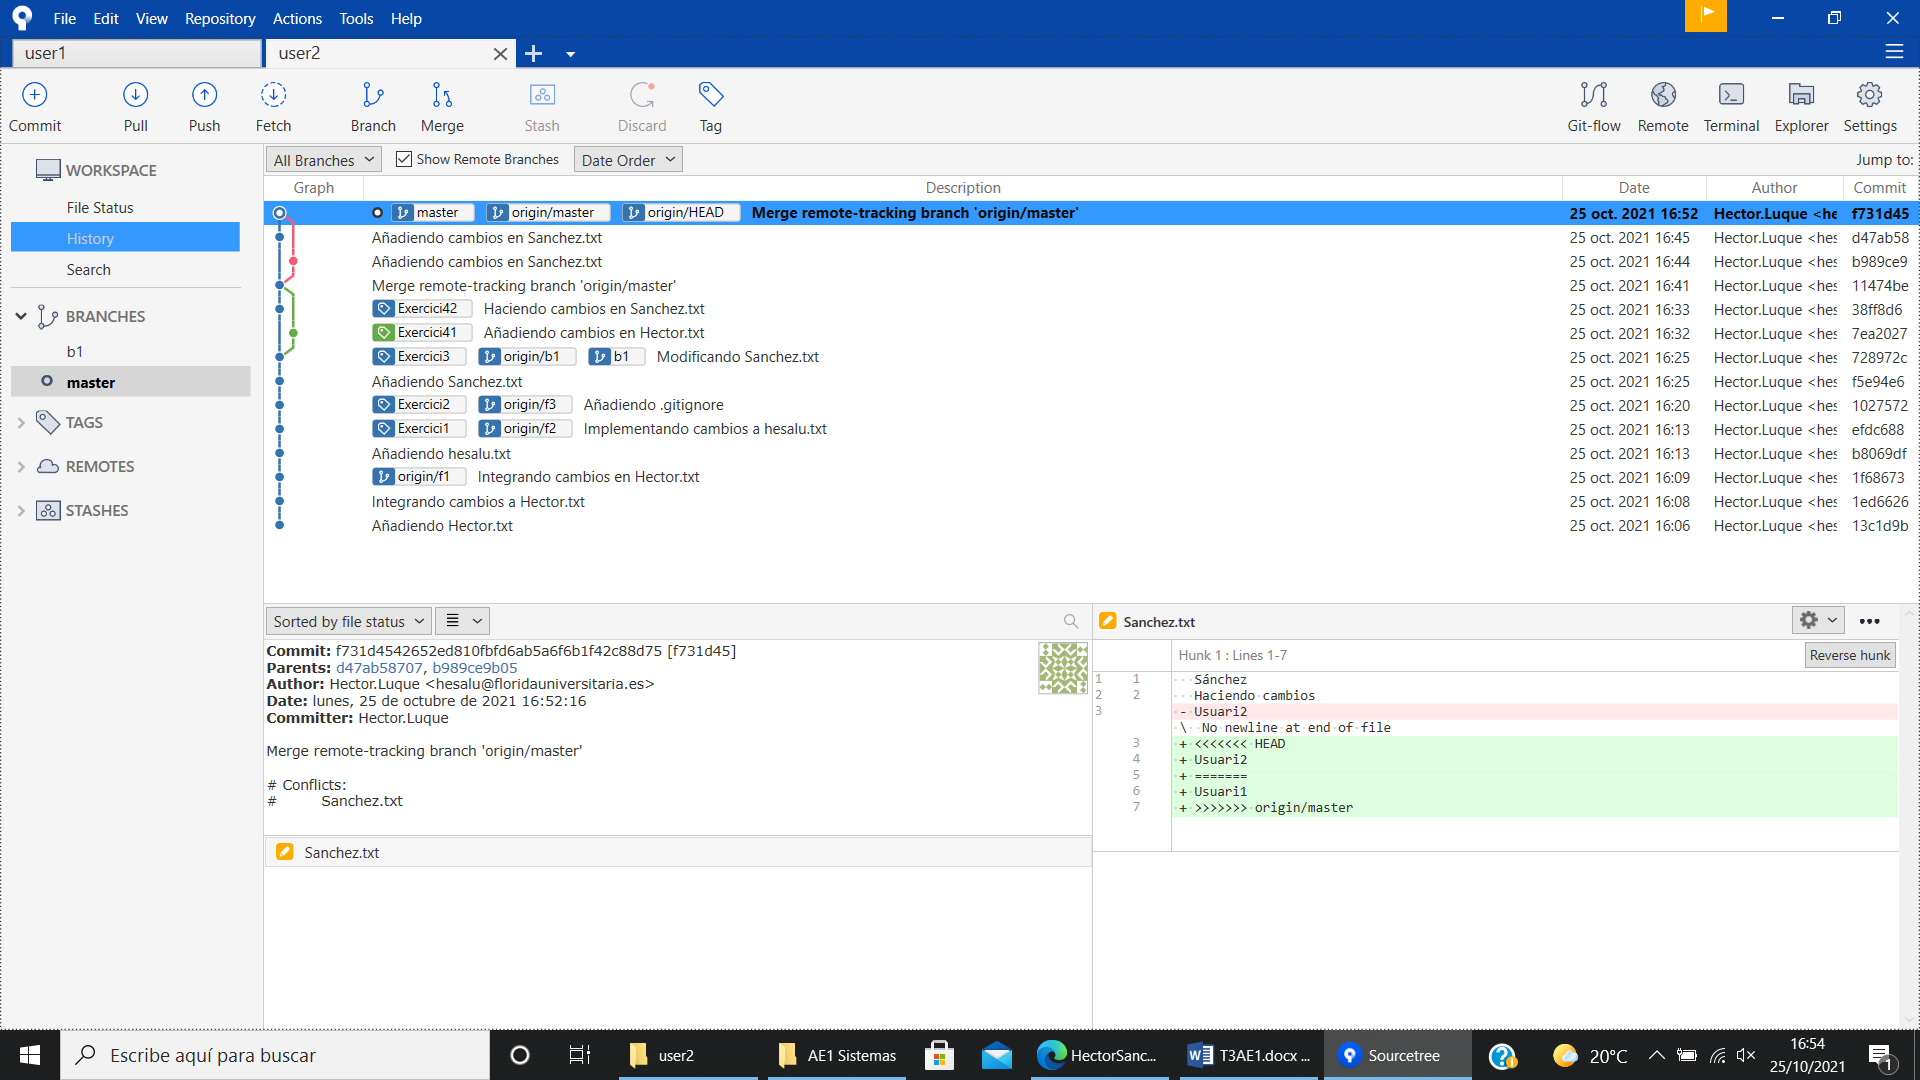 File Edit View Repository Actions Tools Help
user1 user2
Commit Pull Push Fetch Branch Merge Stash Discard Tag Git-flow Remote Terminal Explorer Settings
WORKSPACE
File Status
History
Search
BRANCHES
b1
master
TAGS
REMOTES
STASHES
All Branches Show Remote Branches Date Order Jump to:
Graph Description Date Author Commit
master origin/master origin/HEAD Merge remote-tracking branch 'origin/master' 25 oct. 2021 16:52 Hector.Luque <he f731d45
Añadiendo cambios en Sanchez.txt 25 oct. 2021 16:45 Hector.Luque <hes d47ab58
Añadiendo cambios en Sanchez.txt 25 oct. 2021 16:44 Hector.Luque <hes b989ce9
Merge remote-tracking branch 'origin/master' 25 oct. 2021 16:41 Hector.Luque <hes 11474be
Exercici42 Haciendo cambios en Sanchez.txt 25 oct. 2021 16:33 Hector.Luque <hes 38ff8d6
Exercici41 Añadiendo cambios en Hector.txt 25 oct. 2021 16:32 Hector.Luque <hes 7ea2027
Exercici3 origin/b1 b1 Modificando Sanchez.txt 25 oct. 2021 16:25 Hector.Luque <hes 728972c
Añadiendo Sanchez.txt 25 oct. 2021 16:25 Hector.Luque <hes f5e94e6
Exercici2 origin/f3 Añadiendo .gitignore 25 oct. 2021 16:20 Hector.Luque <hes 1027572
Exercici1 origin/f2 Implementando cambios a hesalu.txt 25 oct. 2021 16:13 Hector.Luque <hes efdc688
Añadiendo hesalu.txt 25 oct. 2021 16:13 Hector.Luque <hes b8069df
origin/f1 Integrando cambios en Hector.txt 25 oct. 2021 16:09 Hector.Luque <hes 1f68673
Integrando cambios a Hector.txt 25 oct. 2021 16:08 Hector.Luque <hes 1ed6626
Añadiendo Hector.txt 25 oct. 2021 16:06 Hector.Luque <hes 13c1d9b
Sorted by file status
Commit: f731d4542652ed810fbfd6ab5a6f6b1f42c88d75 [f731d45]
Parents: d47ab58707, b989ce9b05
Author: Hector.Luque <hesalu@floridauniversitaria.es>
Date: lunes, 25 de octubre de 2021 16:52:16
Committer: Hector.Luque
Merge remote-tracking branch 'origin/master'
# Conflicts:
# Sanchez.txt
Sanchez.txt
Sanchez.txt
Hunk 1 : Lines 1-7 Reverse hunk
1 1 Sánchez
2 2 Haciendo cambios
3 - Usuari2
\ No newline at end of file
3 + <<<<<<< HEAD
4 + Usuari2
5 + =======
6 + Usuari1
7 + >>>>>>> origin/master
Escribe aquí para buscar user2 AE1 Sistemas HectorSanc... T3AE1.docx ... Sourcetree 20°C 16:54
25/10/2021 1